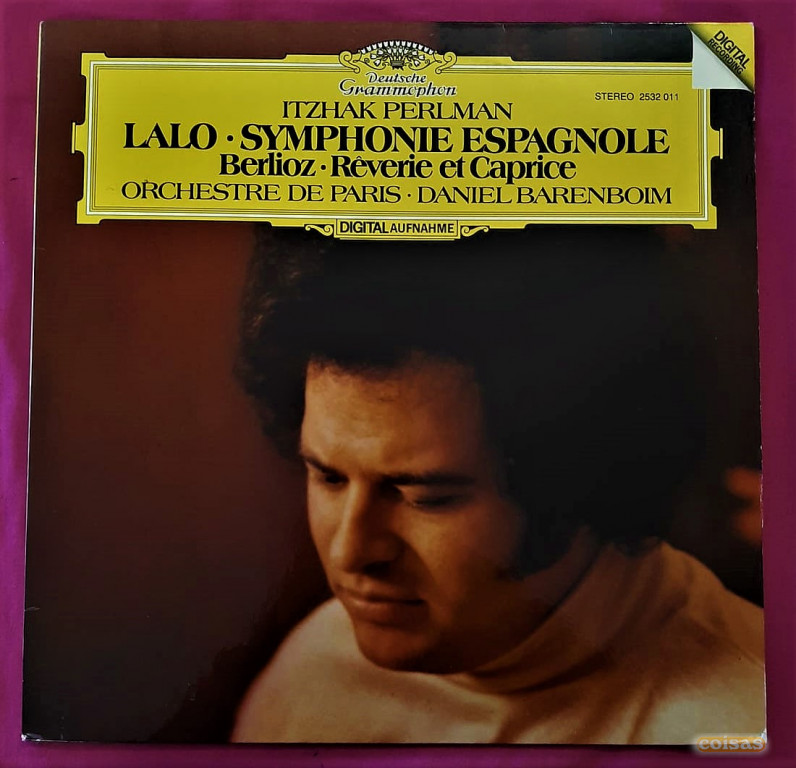 DIGITAL
RECORDING
Deutsche
Grammophon
STEREO 2532 011
ITZHAK PERLMAN
LALO · SYMPHONIE ESPAGNOLE
Berlioz · Rêverie et Caprice
ORCHESTRE DE PARIS · DANIEL BARENBOIM
DIGITAL AUFNAHME
coisas